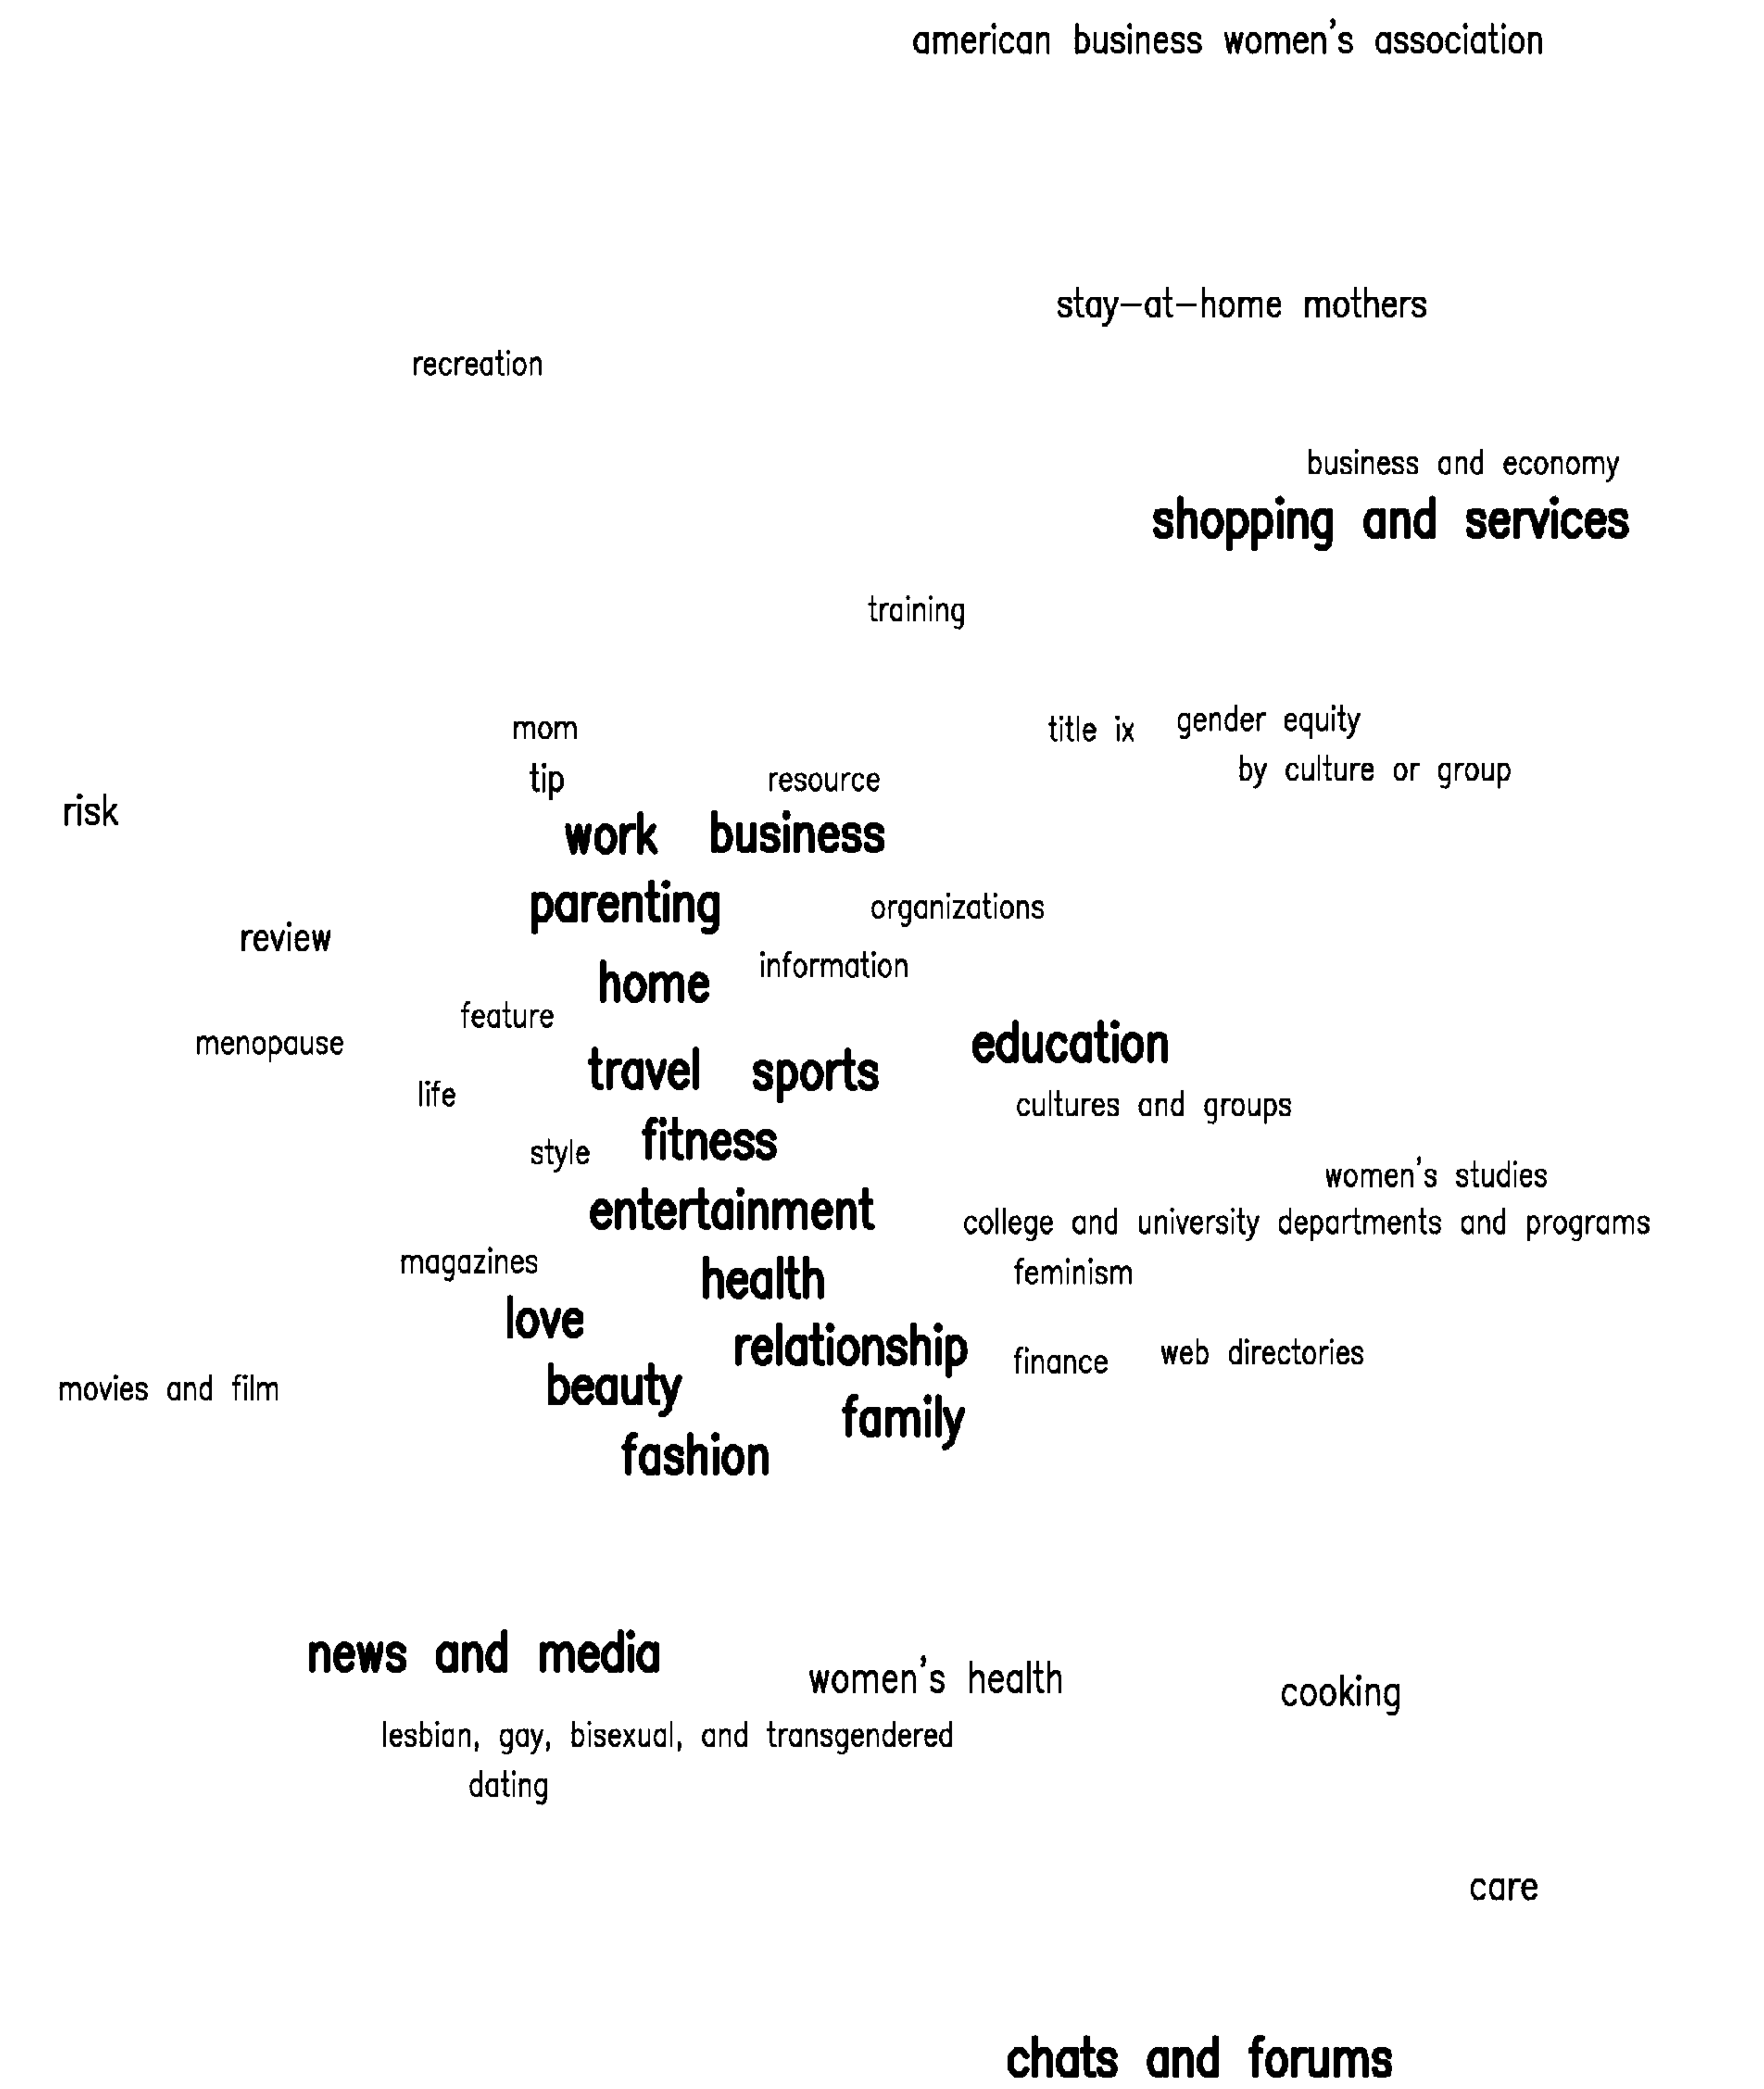 american business women's association
stay-at-home mothers
recreation
business and economy
shopping and services
training
mom
title ix
gender equity
tip
resource
by culture or group
risk
work
business
parenting
organizations
review
home
information
feature
menopause
education
travel
sports
life
cultures and groups
style
fitness
women's studies
entertainment
college and university departments and programs
magazines
health
feminism
love
relationship
finance
web directories
movies and film
beauty
family
fashion
news and media
women's health
cooking
lesbian, gay, bisexual, and transgendered
dating
care
chats and forums